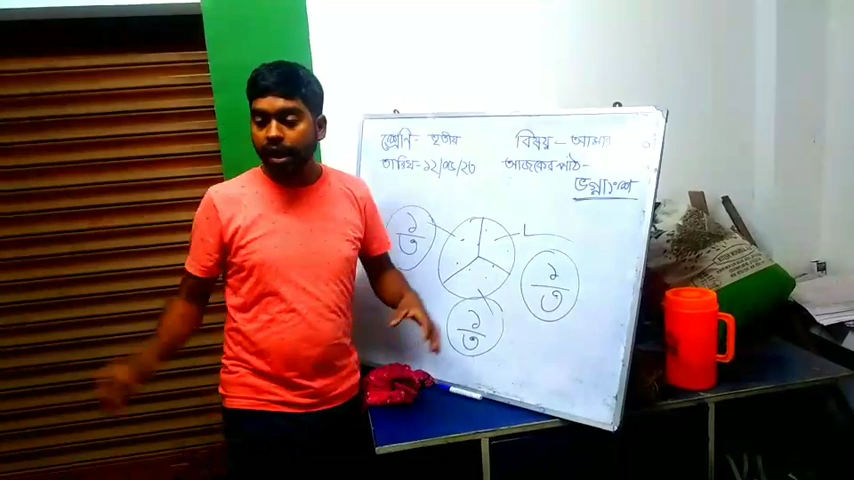 শ্রেণি- তৃতীয়
বিষয় - আমার
তারিখ-১২/০৫/২৩
আজকের পাঠ-
ভগ্নাংশ
১/৩
১/৩
১/৩